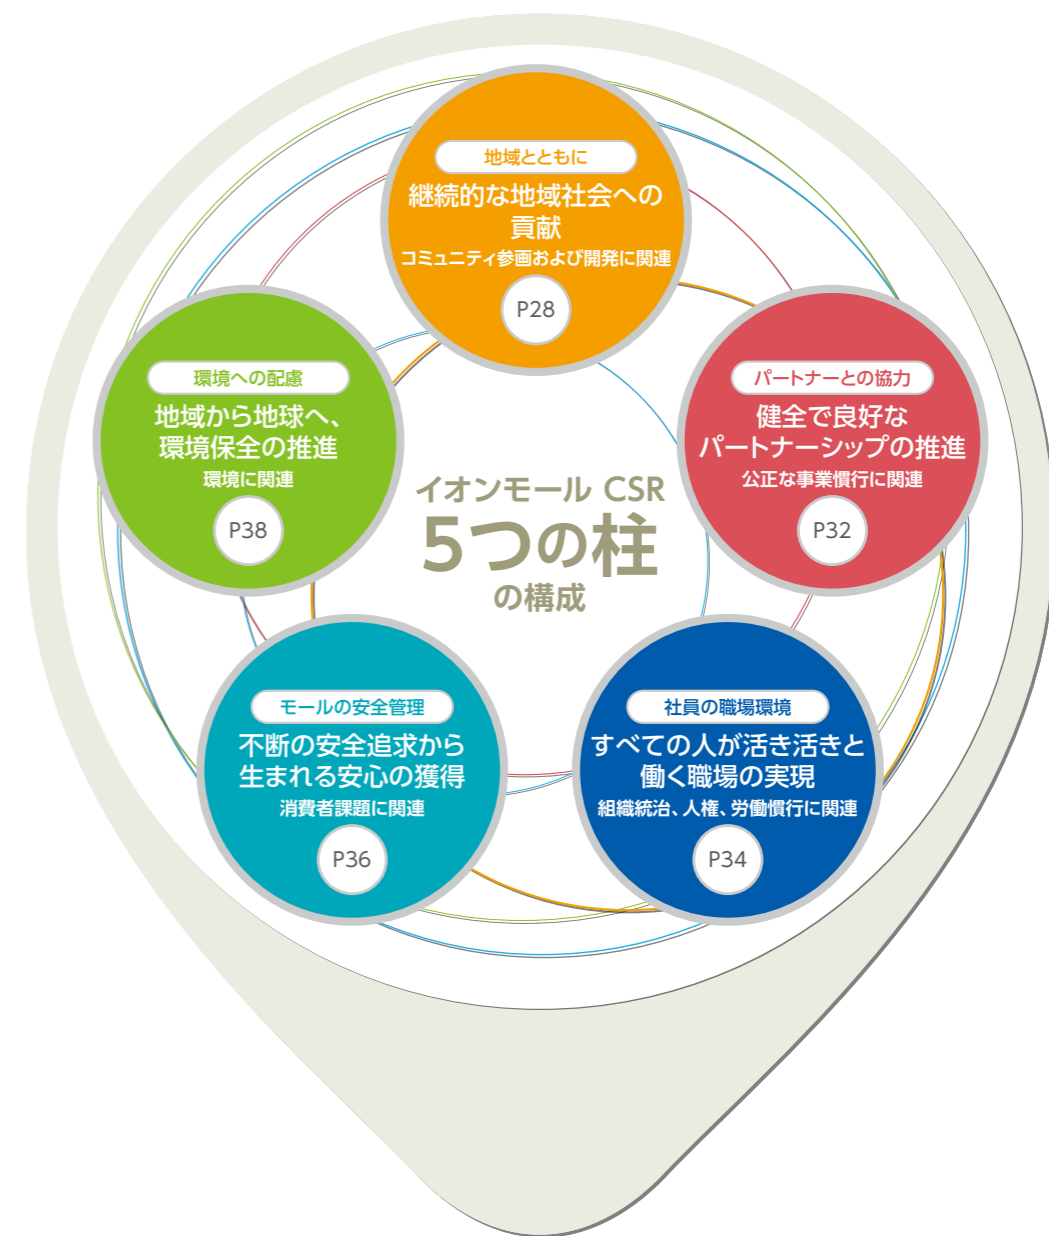 地域とともに
継続的な地域社会への
貢献
コミュニティ参画および開発に関連
P28
環境への配慮
地域から地球へ、
環境保全の推進
環境に関連
P38
パートナーとの協力
健全で良好な
パートナーシップの推進
公正な事業慣行に関連
P32
イオンモール CSR
5つの柱
の構成
モールの安全管理
不断の安全追求から
生まれる安心の獲得
消費者課題に関連
P36
社員の職場環境
すべての人が活き活きと
働く職場の実現
組織統治、人権、労働慣行に関連
P34